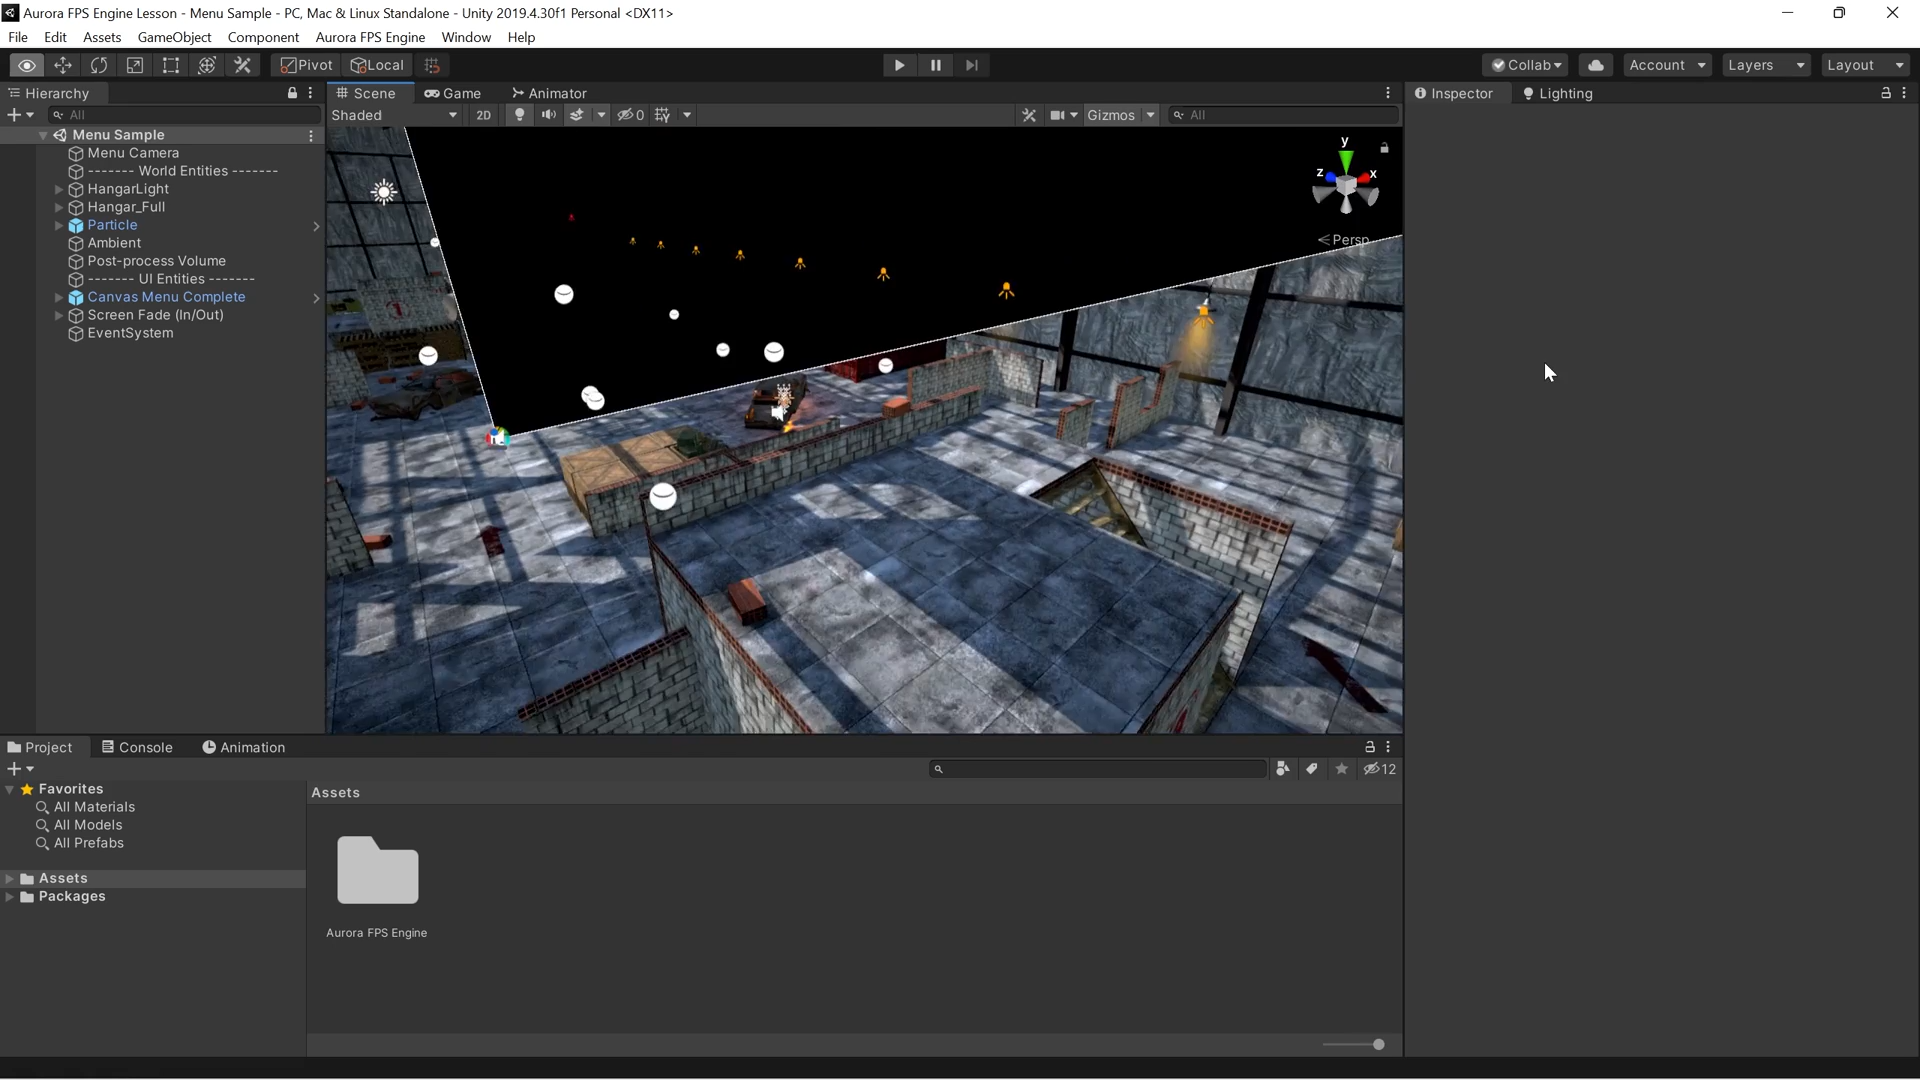 Aurora FPS Engine Lesson - Menu Sample - PC, Mac & Linux Standalone - Unity 2019.4.30f1 Personal <DX11>
File Edit Assets GameObject Component Aurora FPS Engine Window Help
Pivot Local Collab Account Layers Layout
Hierarchy
All
Menu Sample
Menu Camera
------- World Entities -------
HangarLight
Hangar_Full
Particle
Ambient
Post-process Volume
------- UI Entities -------
Canvas Menu Complete
Screen Fade (In/Out)
EventSystem
Scene Game Animator
Shaded 2D 0 Gizmos All
y
z x
Persp
Inspector Lighting
Project Console Animation
12
Favorites
All Materials
All Models
All Prefabs
Assets
Packages
Assets
Aurora FPS Engine